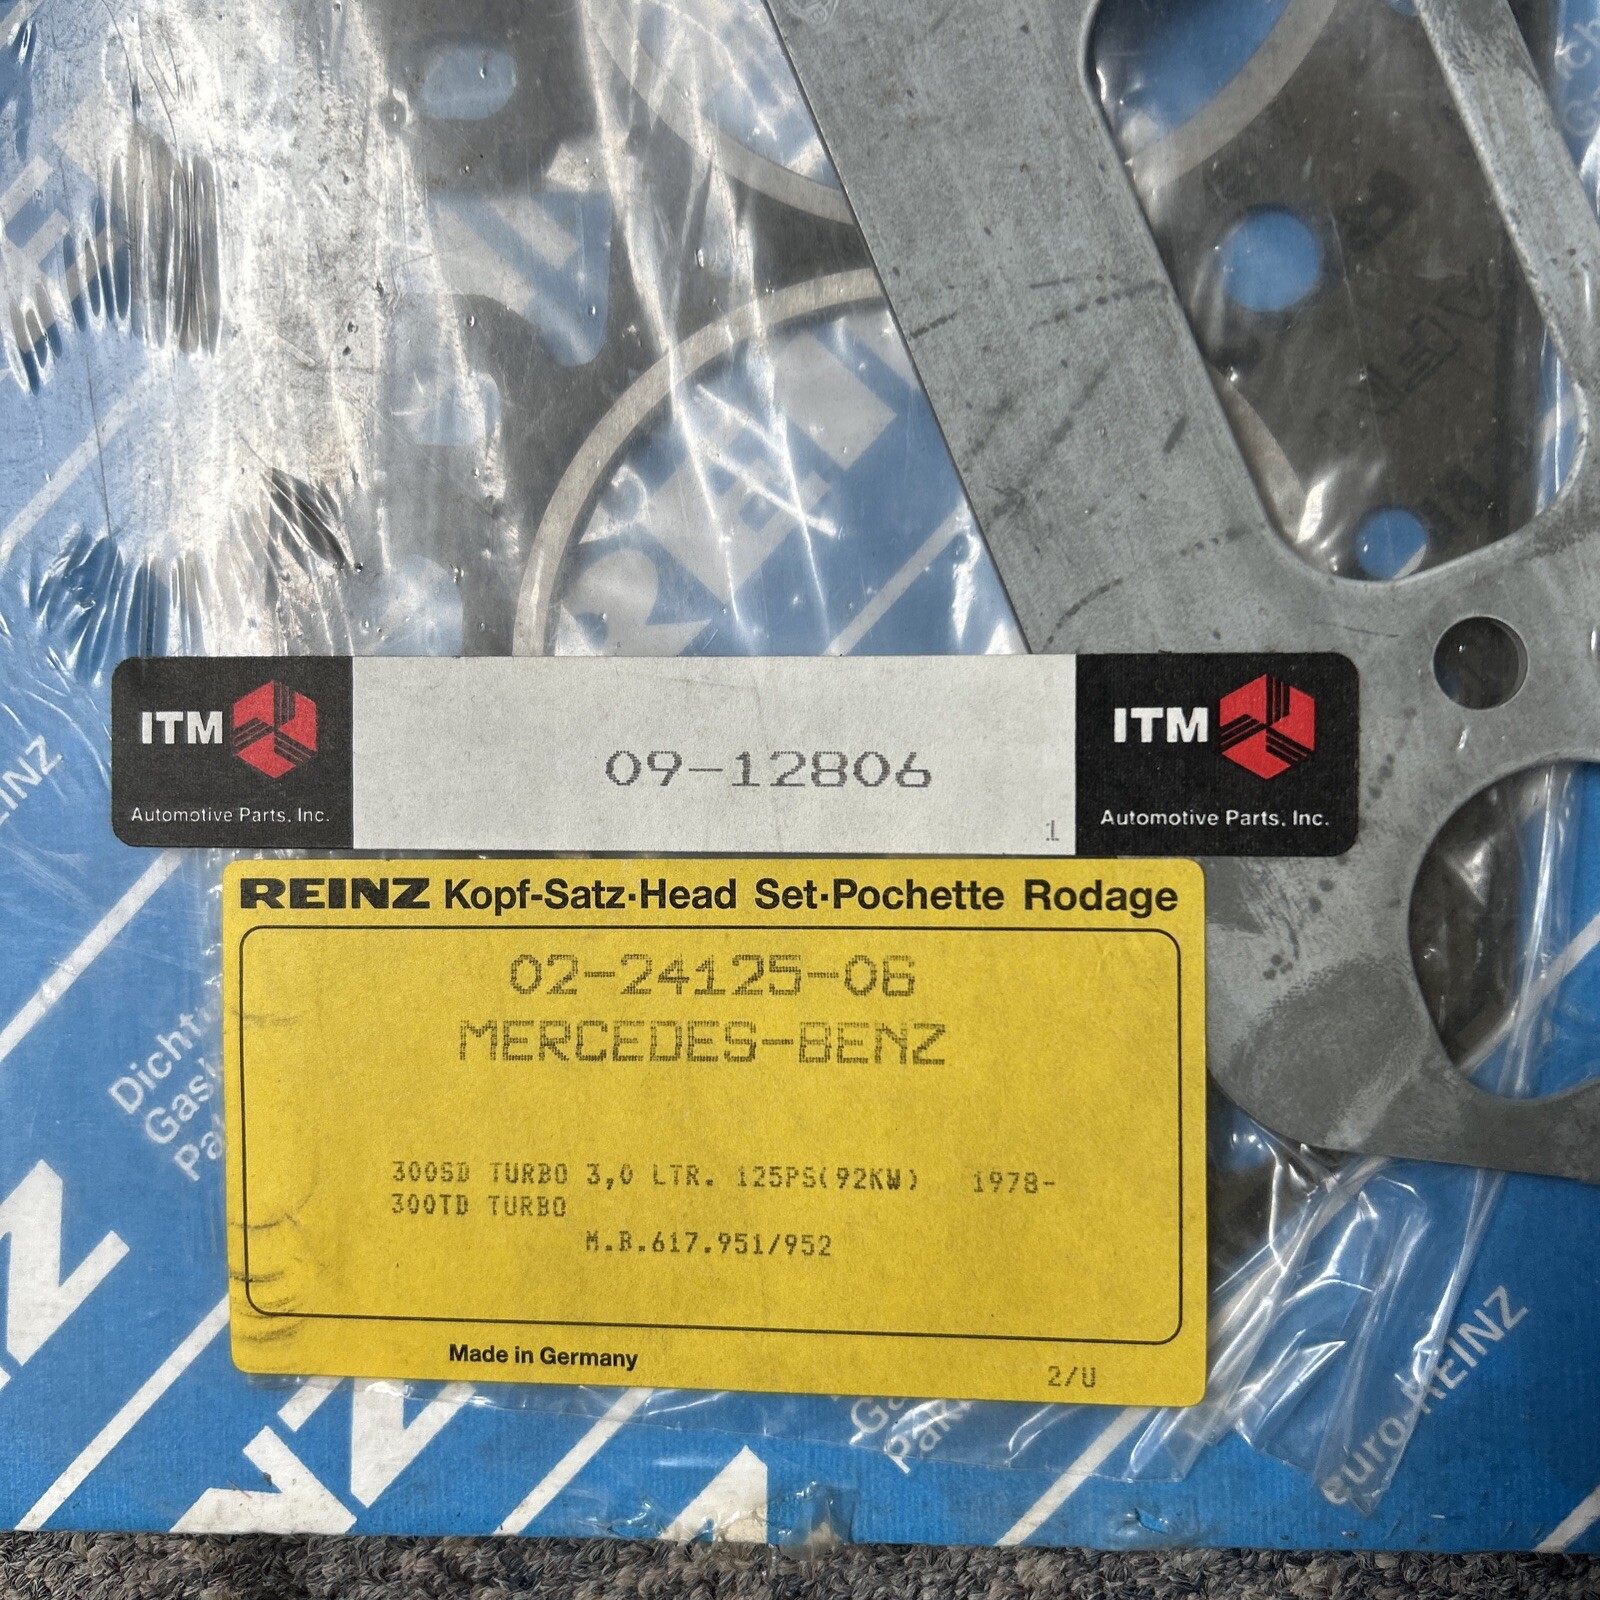 REINZ
ITM
Automotive Parts, Inc.
09-12806
1
ITM
Automotive Parts, Inc.
REINZ Kopf-Satz·Head Set·Pochette Rodage
02-24125-06
MERCEDES-BENZ
300SD TURBO 3,0 LTR. 125PS(92KW) 1978-
300TD TURBO
M.B.617.951/952
Made in Germany
2/U
euro-REINZ